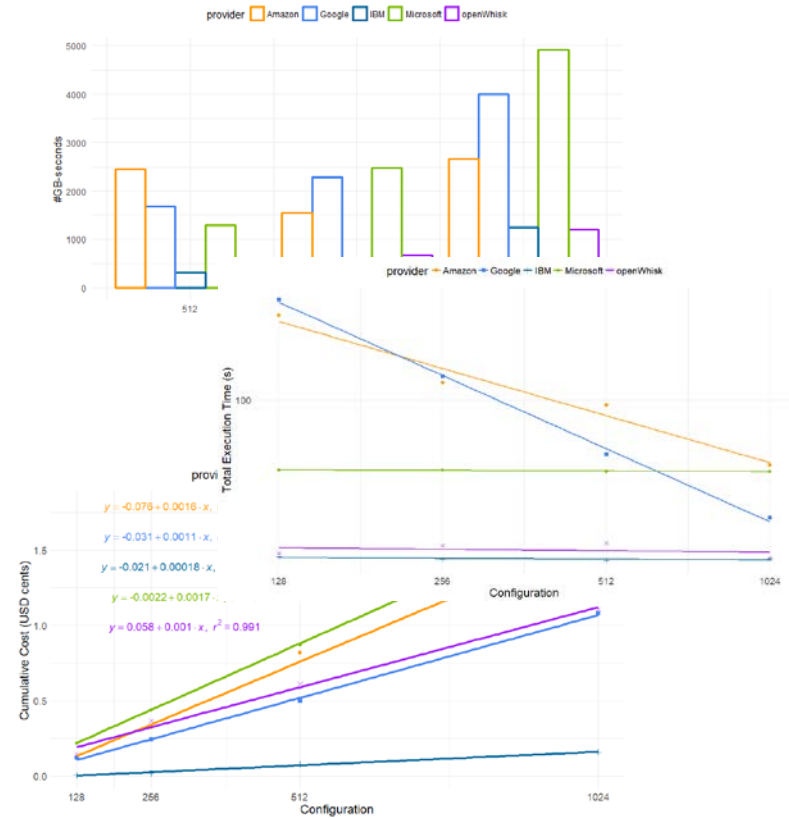 provider Amazon Google IBM Microsoft openWhisk
5000
4000
3000
2000
1000
0
#GB-seconds
512
provider Amazon Google IBM Microsoft openWhisk
100
Total Execution Time (s)
128 256 512 1024
Configuration
provi
y = -0.076 + 0.0016 · x,
y = -0.031 + 0.0011 · x,
y = -0.021 + 0.00018 · x,
y = -0.0022 + 0.0017 ·
y = 0.058 + 0.001 · x, r² = 0.991
1.5
1.0
0.5
0.0
Cumulative Cost (USD cents)
128 256 512 1024
Configuration